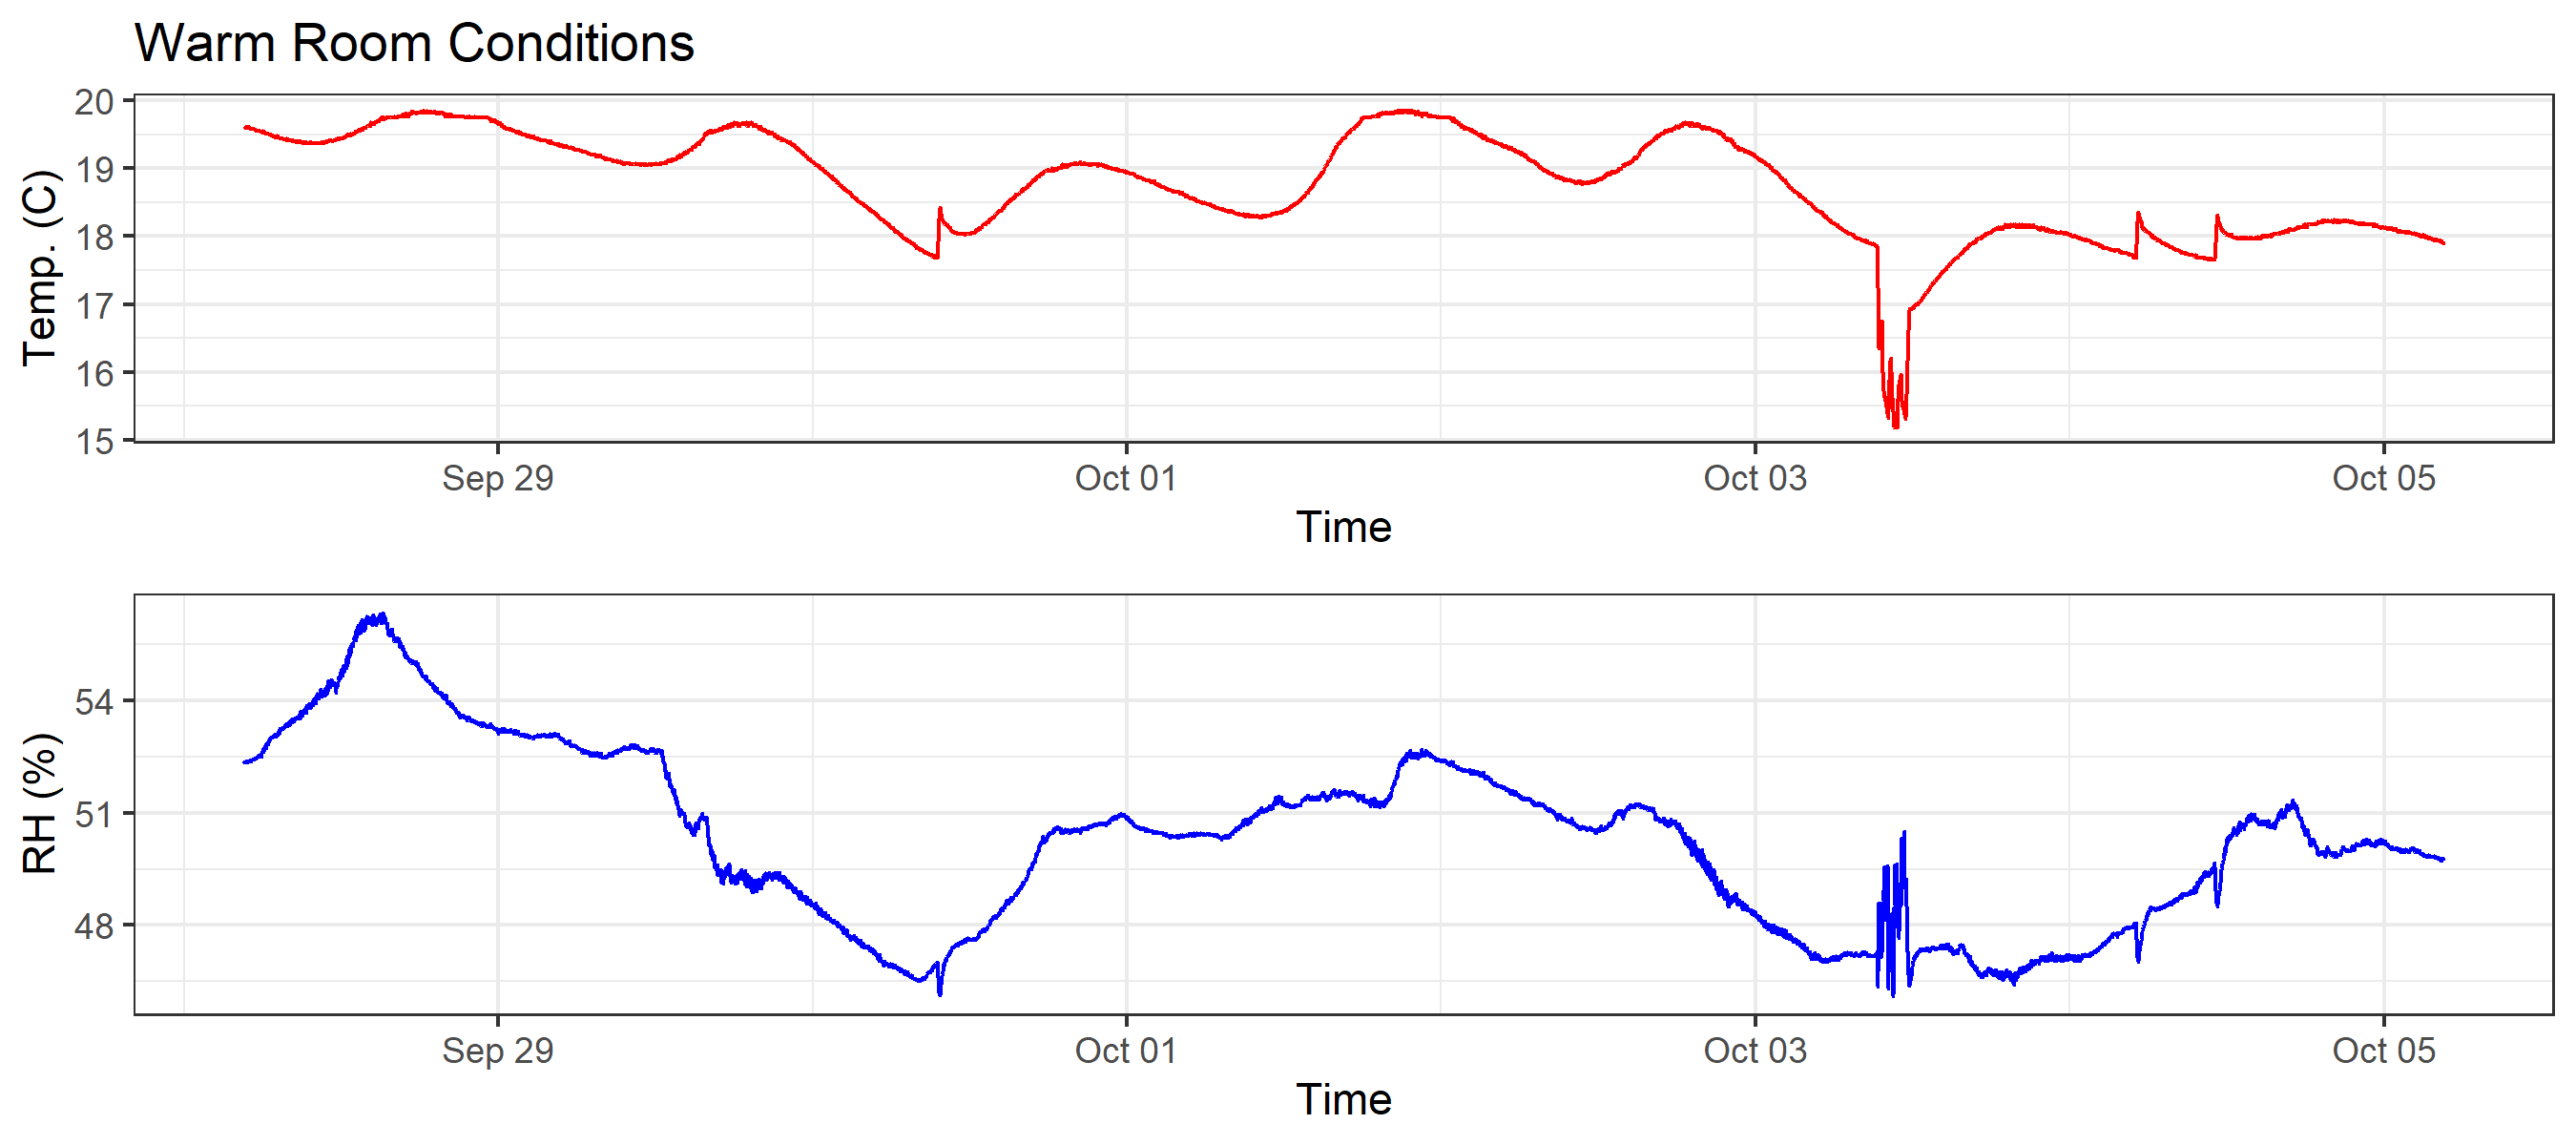 Warm Room Conditions
20
19
18
17
16
15
Temp. (C)
Sep 29 Oct 01 Oct 03 Oct 05
Time
54
51
48
RH (%)
Sep 29 Oct 01 Oct 03 Oct 05
Time